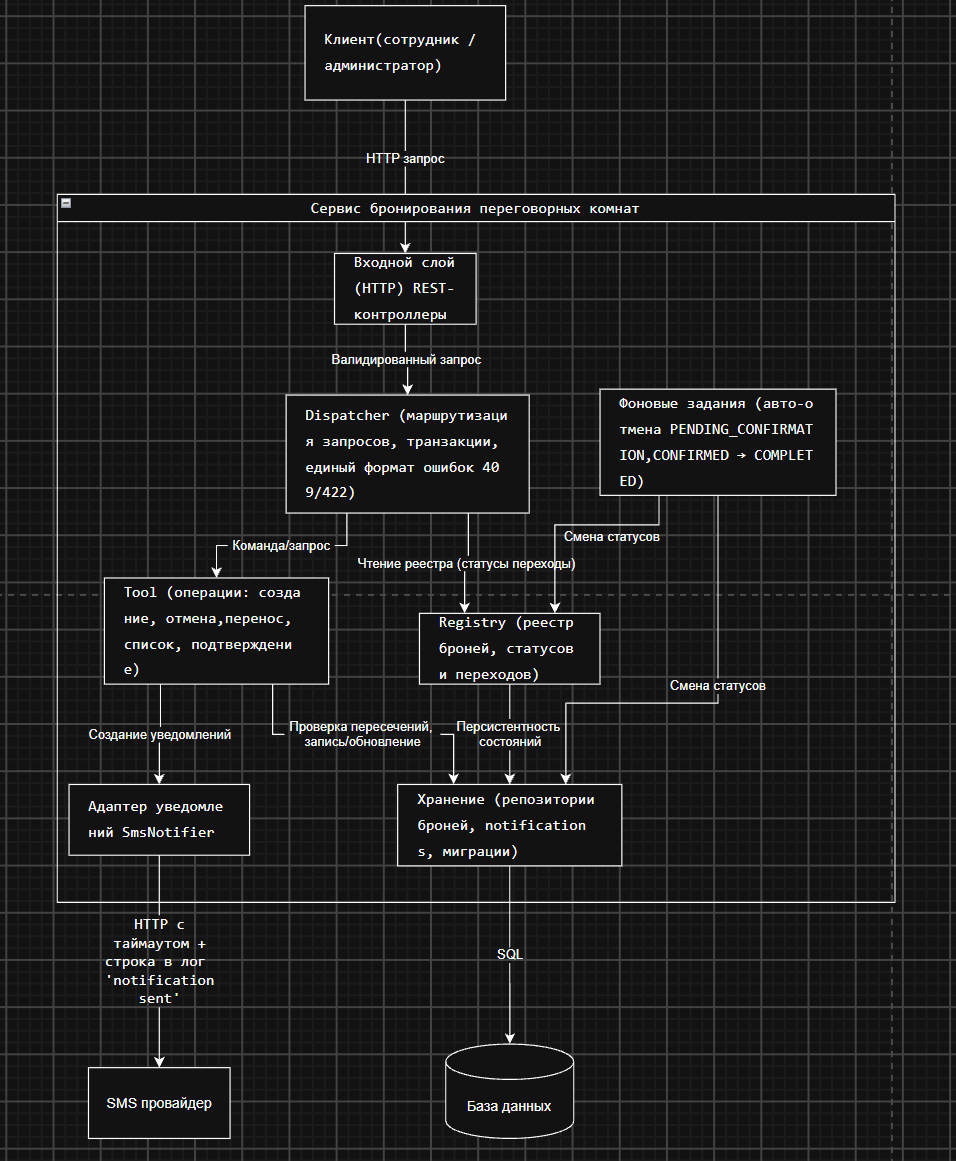 Клиент(сотрудник /
администратор)
HTTP запрос
Сервис бронирования переговорных комнат
Входной слой
(HTTP) REST-
контроллеры
Валидированный запрос
Dispatcher (маршрутизаци
я запросов, транзакции,
единый формат ошибок 40
9/422)
Фоновые задания (авто-о
тмена PENDING_CONFIRMAT
ION,CONFIRMED → COMPLET
ED)
Команда/запрос
Смена статусов
Чтение реестра (статусы переходы)
Tool (операции: созда
ние, отмена,перенос,
список, подтверждени
е)
Registry (реестр
броней, статусов
и переходов)
Смена статусов
Создание уведомлений
Проверка пересечений,
запись/обновление
Персистентность
состояний
Адаптер уведомле
ний SmsNotifier
Хранение (репозитории
броней, notification
s, миграции)
HTTP с
таймаутом +
строка в лог
'notification
sent'
SQL
SMS провайдер
База данных